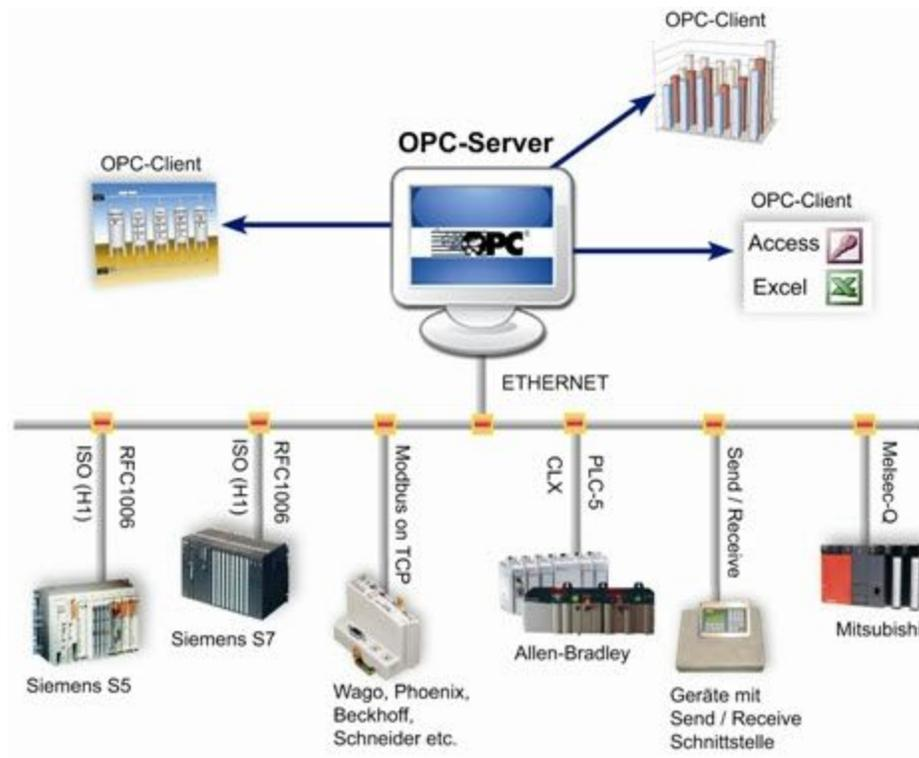 OPC-Client
OPC-Server
OPC-Client
OPC
OPC-Client
Access
Excel
ETHERNET
RFC1006
ISO (H1)
RFC1006
ISO (H1)
Modbus on TCP
PLC-5
CLX
Send / Receive
Melsec-Q
Siemens S5
Siemens S7
Wago, Phoenix,
Beckhoff,
Schneider etc.
Allen-Bradley
Geräte mit
Send / Receive
Schnittstelle
Mitsubishi